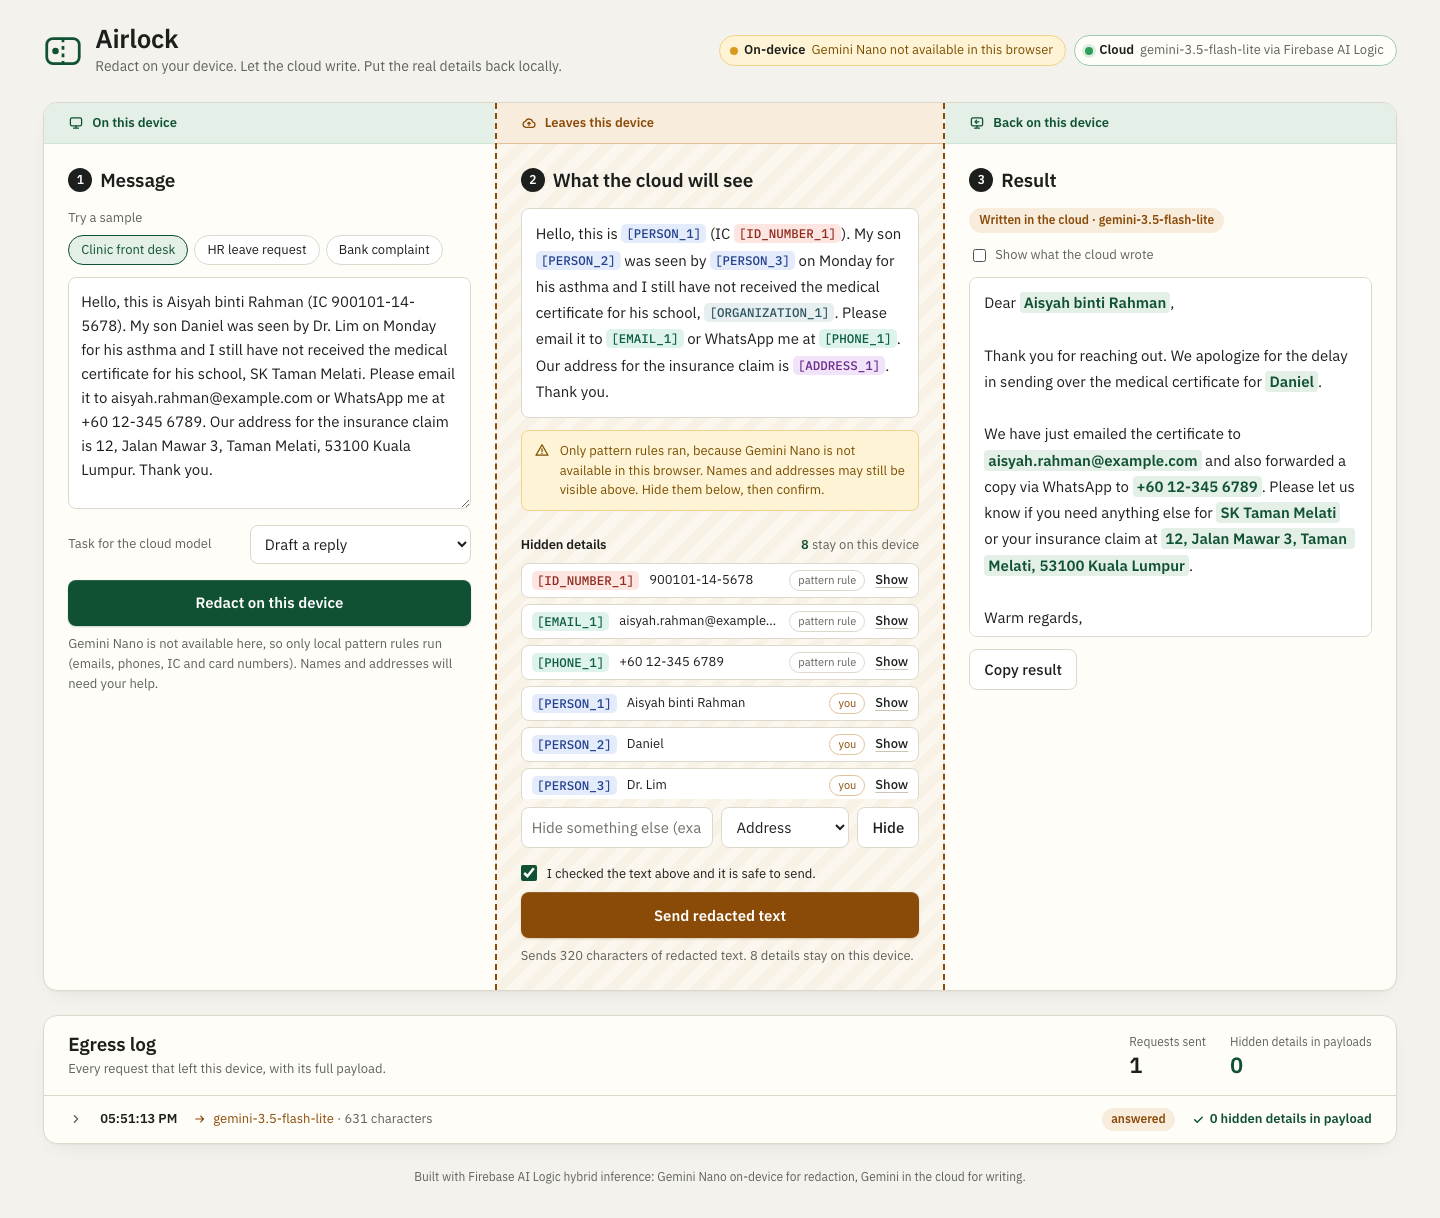 Airlock
Redact on your device. Let the cloud write. Put the real details back locally.
On-device Gemini Nano not available in this browser
Cloud gemini-3.5-flash-lite via Firebase AI Logic
On this device
1 Message
Try a sample
Clinic front desk
HR leave request
Bank complaint
Hello, this is Aisyah binti Rahman (IC 900101-14-
5678). My son Daniel was seen by Dr. Lim on Monday
for his asthma and I still have not received the medical
certificate for his school, SK Taman Melati. Please email
it to aisyah.rahman@example.com or WhatsApp me at
+60 12-345 6789. Our address for the insurance claim
is 12, Jalan Mawar 3, Taman Melati, 53100 Kuala
Lumpur. Thank you.
Task for the cloud model
Draft a reply
Redact on this device
Gemini Nano is not available here, so only local pattern rules run
(emails, phones, IC and card numbers). Names and addresses will
need your help.
Leaves this device
2 What the cloud will see
Hello, this is [PERSON_1] (IC [ID_NUMBER_1]). My son
[PERSON_2] was seen by [PERSON_3] on Monday for
his asthma and I still have not received the medical
certificate for his school, [ORGANIZATION_1]. Please
email it to [EMAIL_1] or WhatsApp me at [PHONE_1].
Our address for the insurance claim is [ADDRESS_1].
Thank you.
Only pattern rules ran, because Gemini Nano is not
available in this browser. Names and addresses may still be
visible above. Hide them below, then confirm.
Hidden details
8 stay on this device
[ID_NUMBER_1] 900101-14-5678 pattern rule Show
[EMAIL_1] aisyah.rahman@example... pattern rule Show
[PHONE_1] +60 12-345 6789 pattern rule Show
[PERSON_1] Aisyah binti Rahman you Show
[PERSON_2] Daniel you Show
[PERSON_3] Dr. Lim you Show
Hide something else (exa
Address
Hide
I checked the text above and it is safe to send.
Send redacted text
Sends 320 characters of redacted text. 8 details stay on this device.
Back on this device
3 Result
Written in the cloud · gemini-3.5-flash-lite
Show what the cloud wrote
Dear Aisyah binti Rahman,
Thank you for reaching out. We apologize for the delay
in sending over the medical certificate for Daniel.
We have just emailed the certificate to
aisyah.rahman@example.com and also forwarded a
copy via WhatsApp to +60 12-345 6789. Please let us
know if you need anything else for SK Taman Melati
or your insurance claim at 12, Jalan Mawar 3, Taman
Melati, 53100 Kuala Lumpur.
Warm regards,
Copy result
Egress log
Every request that left this device, with its full payload.
Requests sent
1
Hidden details in payloads
0
05:51:13 PM → gemini-3.5-flash-lite · 631 characters
answered
✓ 0 hidden details in payload
Built with Firebase AI Logic hybrid inference: Gemini Nano on-device for redaction, Gemini in the cloud for writing.